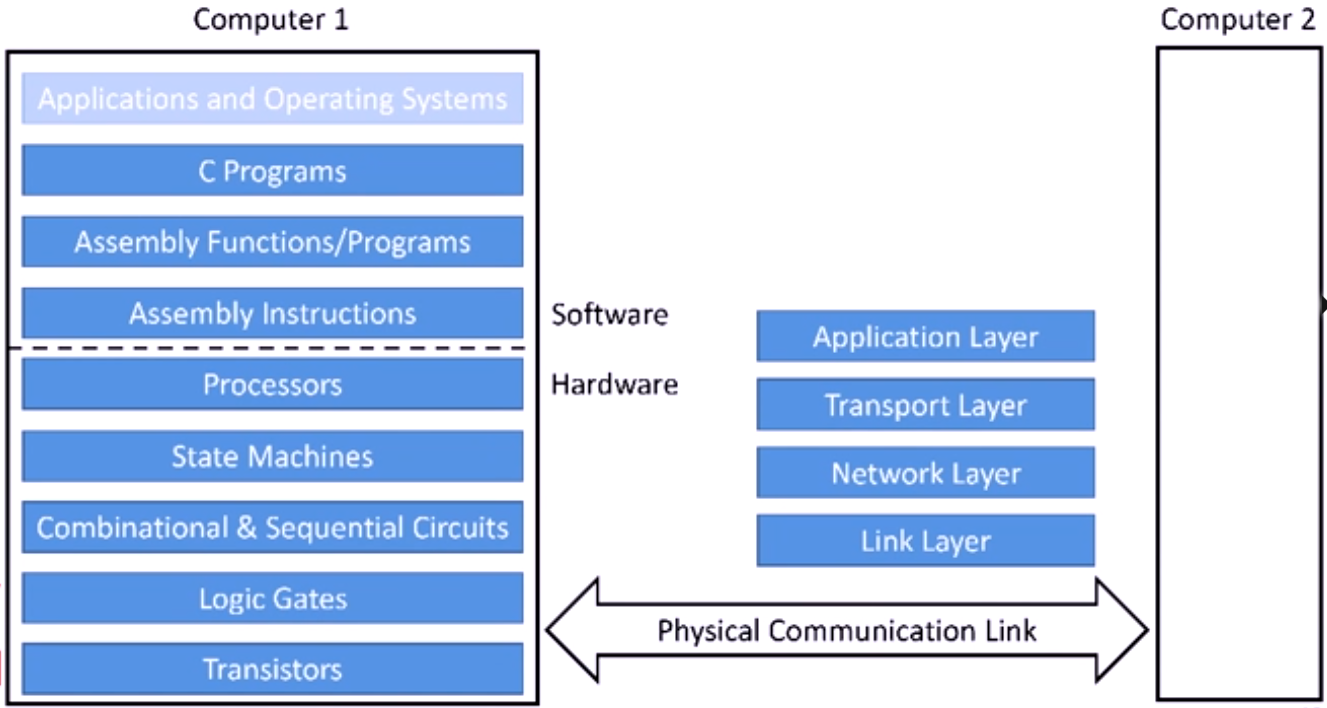 Computer 1
Computer 2
Applications and Operating Systems
C Programs
Assembly Functions/Programs
Assembly Instructions
Software
Processors
Hardware
State Machines
Combinational & Sequential Circuits
Logic Gates
Transistors
Application Layer
Transport Layer
Network Layer
Link Layer
Physical Communication Link